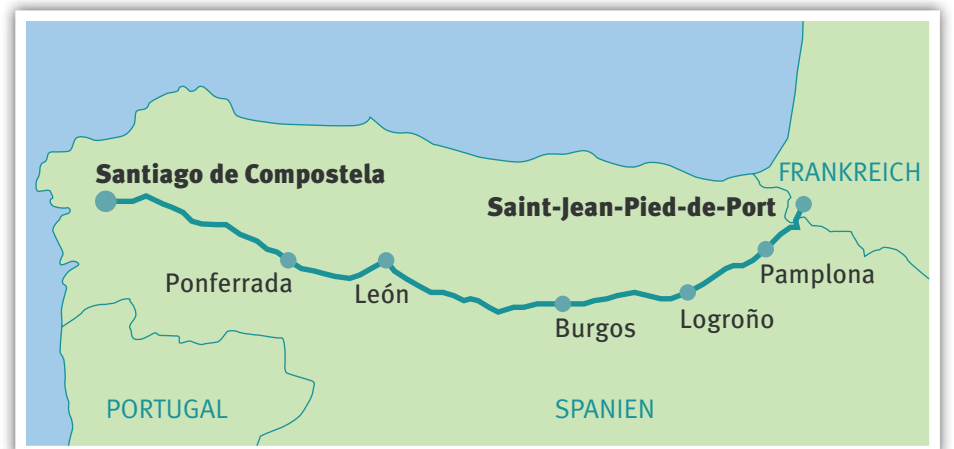 Santiago de Compostela
FRANKREICH
Saint-Jean-Pied-de-Port
Ponferrada
León
Pamplona
Burgos
Logroño
PORTUGAL
SPANIEN